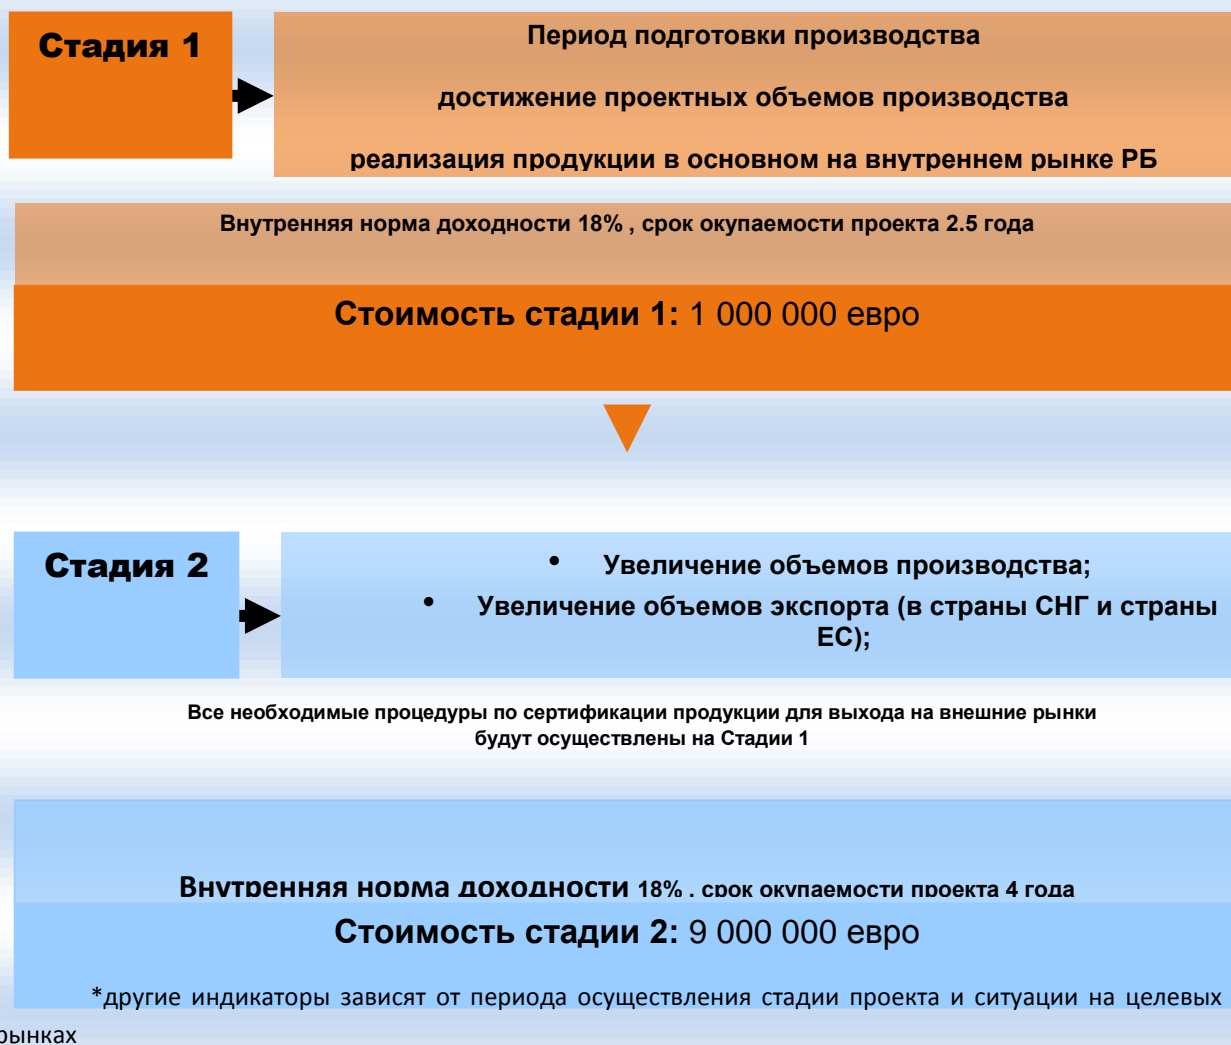 Стадия 1
Период подготовки производства
достижение проектных объемов производства
реализация продукции в основном на внутреннем рынке РБ
Внутренняя норма доходности 18% , срок окупаемости проекта 2.5 года
Стоимость стадии 1: 1 000 000 евро
Стадия 2
• Увеличение объемов производства;
• Увеличение объемов экспорта (в страны СНГ и страны
ЕС);
Все необходимые процедуры по сертификации продукции для выхода на внешние рынки
будут осуществлены на Стадии 1
Внутренняя норма доходности 18% , срок окупаемости проекта 4 года
Стоимость стадии 2: 9 000 000 евро
*другие индикаторы зависят от периода осуществления стадии проекта и ситуации на целевых
рынках